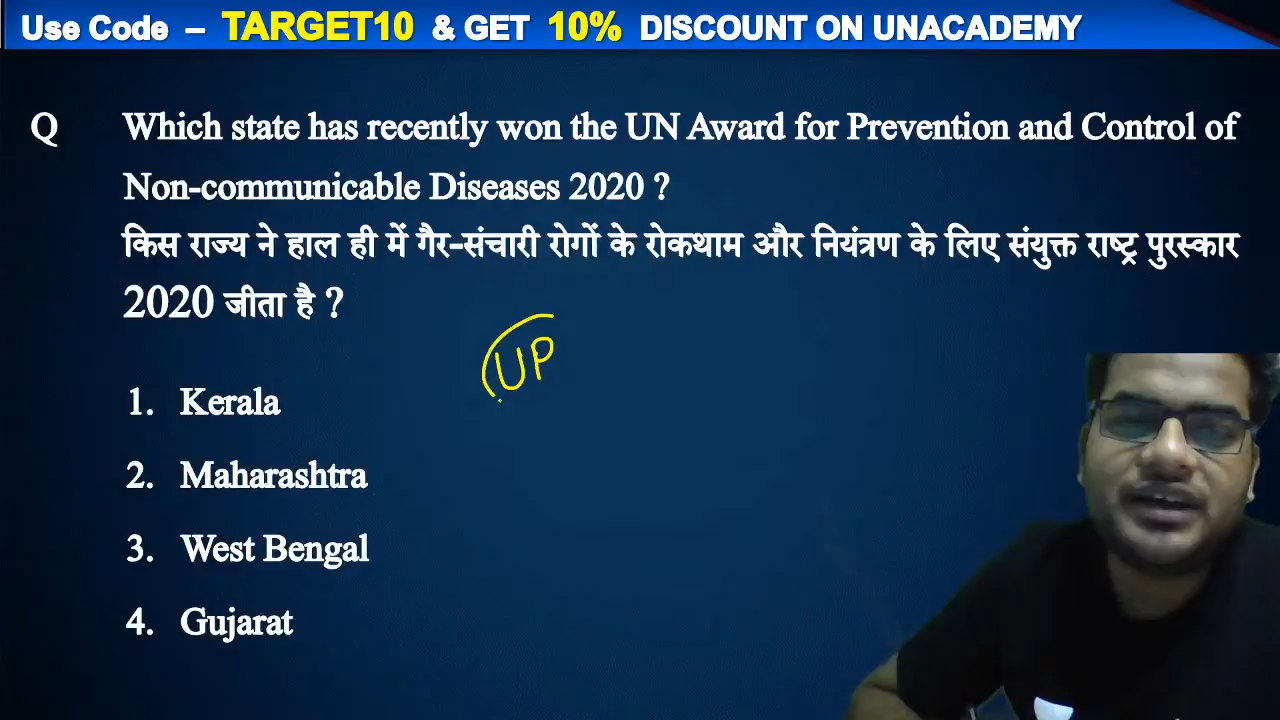 Use Code – TARGET10 & GET 10% DISCOUNT ON UNACADEMY
Q Which state has recently won the UN Award for Prevention and Control of
Non-communicable Diseases 2020 ?
किस राज्य ने हाल ही में गैर-संचारी रोगों के रोकथाम और नियंत्रण के लिए संयुक्त राष्ट्र पुरस्कार
2020 जीता है ?
UP
1. Kerala
2. Maharashtra
3. West Bengal
4. Gujarat